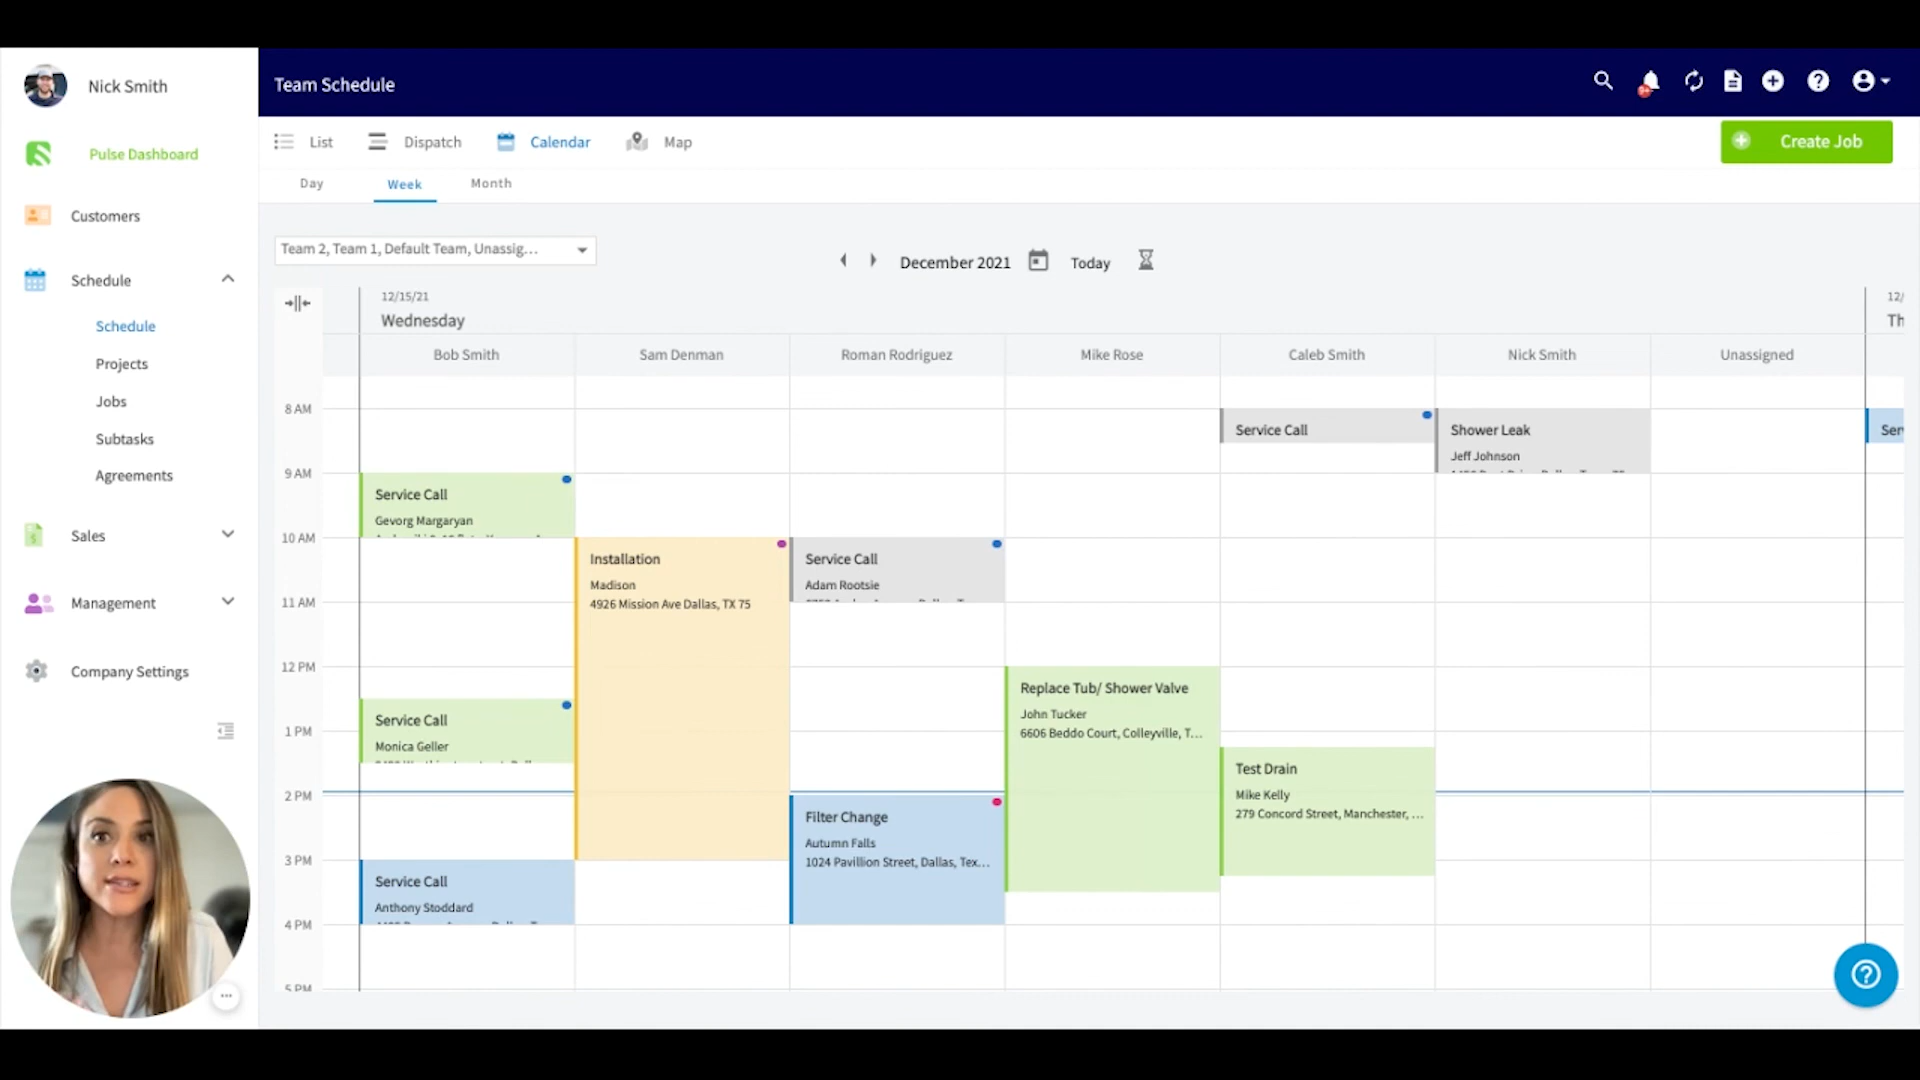 Nick Smith
Team Schedule
9+
List
Dispatch
Calendar
Map
Create Job
Pulse Dashboard
Day
Week
Month
Customers
Team 2, Team 1, Default Team, Unassig...
December 2021
Today
Schedule
12/15/21
12/
Wednesday
Th
Schedule
Bob Smith
Sam Denman
Roman Rodriguez
Mike Rose
Caleb Smith
Nick Smith
Unassigned
Projects
Jobs
8 AM
Service Call
Shower Leak
Ser
Subtasks
Jeff Johnson
Agreements
9 AM
Service Call
Gevorg Margaryan
Sales
10 AM
Installation
Service Call
Madison
Adam Rootsie
Management
11 AM
4926 Mission Ave Dallas, TX 75
Company Settings
12 PM
Replace Tub/ Shower Valve
John Tucker
Service Call
1 PM
6606 Beddo Court, Colleyville, T...
Monica Geller
Test Drain
2 PM
Mike Kelly
Filter Change
279 Concord Street, Manchester, ...
Autumn Falls
3 PM
1024 Pavillion Street, Dallas, Tex...
Service Call
Anthony Stoddard
4 PM
5 PM